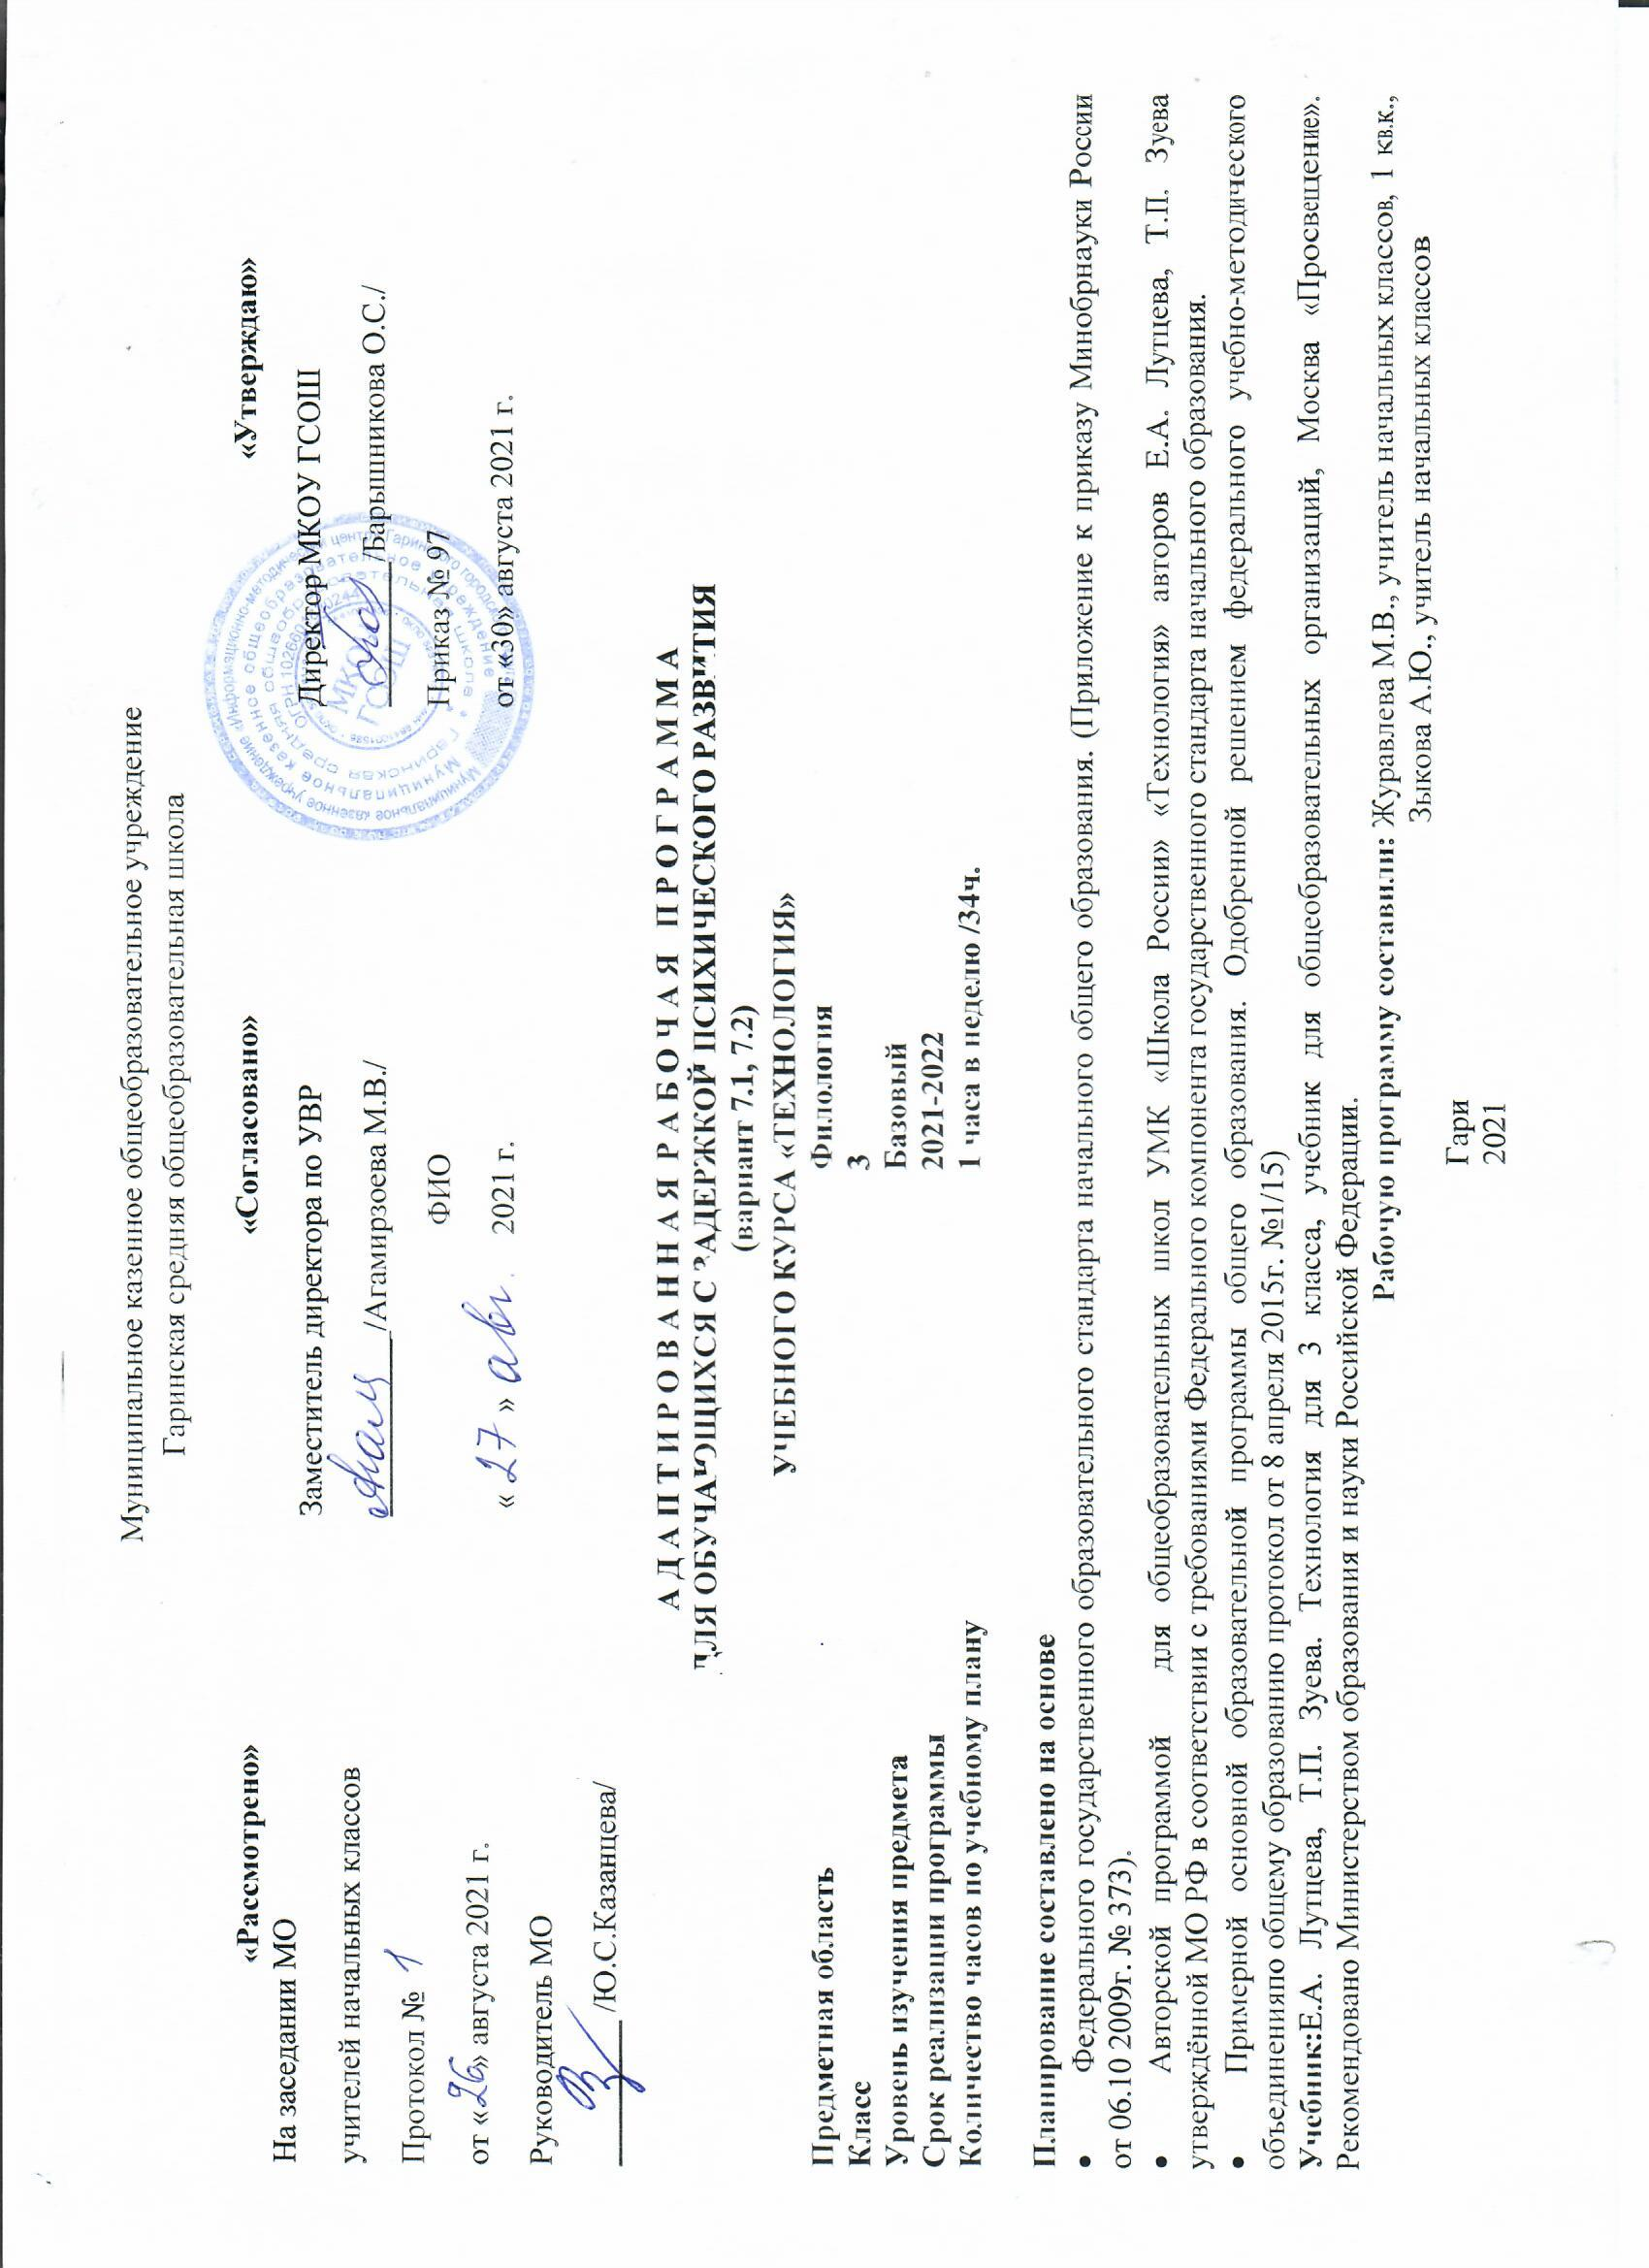 Муниципальное казенное общеобразовательное учреждение
Гаринская средняя общеобразовательная школа
«Рассмотрено»
На заседании МО
учителей начальных классов
Протокол № 1
от «26» августа 2021 г.
Руководитель МО
/Ю.С.Казанцева/
«Согласовано»
Заместитель директора по УВР
/Агамирзоева М.В./
ФИО
« 27 » авг. 2021 г.
«Утверждаю»
Директор МКОУ ГСОШ
/Барышникова О.С./
Приказ № 97
от «30» августа 2021 г.
МКОУ
ГСОШ
А Д А П Т И Р О В А Н Н А Я Р А Б О Ч А Я П Р О Г Р А М М А
ДЛЯ ОБУЧАЮЩИХСЯ С ЗАДЕРЖКОЙ ПСИХИЧЕСКОГО РАЗВИТИЯ
(вариант 7.1, 7.2)
УЧЕБНОГО КУРСА «ТЕХНОЛОГИЯ»
Предметная область Филология
Класс 3
Уровень изучения предмета Базовый
Срок реализации программы 2021-2022
Количество часов по учебному плану 1 часа в неделю /34ч.
Планирование составлено на основе
• Федерального государственного образовательного стандарта начального общего образования. (Приложение к приказу Минобрнауки России
от 06.10 2009г. № 373).
• Авторской программой для общеобразовательных школ УМК «Школа России» «Технология» авторов Е.А. Лутцева, Т.П. Зуева
утверждённой МО РФ в соответствии с требованиями Федерального компонента государственного стандарта начального образования.
• Примерной основной образовательной программы общего образования. Одобренной решением федерального учебно-методического
объединенияпо общему образованию протокол от 8 апреля 2015г. №1/15)
Учебник:Е.А. Лутцева, Т.П. Зуева. Технология для 3 класса, учебник для общеобразовательных организаций, Москва «Просвещение».
Рекомендовано Министерством образования и науки Российской Федерации.
Рабочую программу составили: Журавлева М.В., учитель начальных классов, 1 кв.к.,
Зыкова А.Ю., учитель начальных классов
Гари
2021